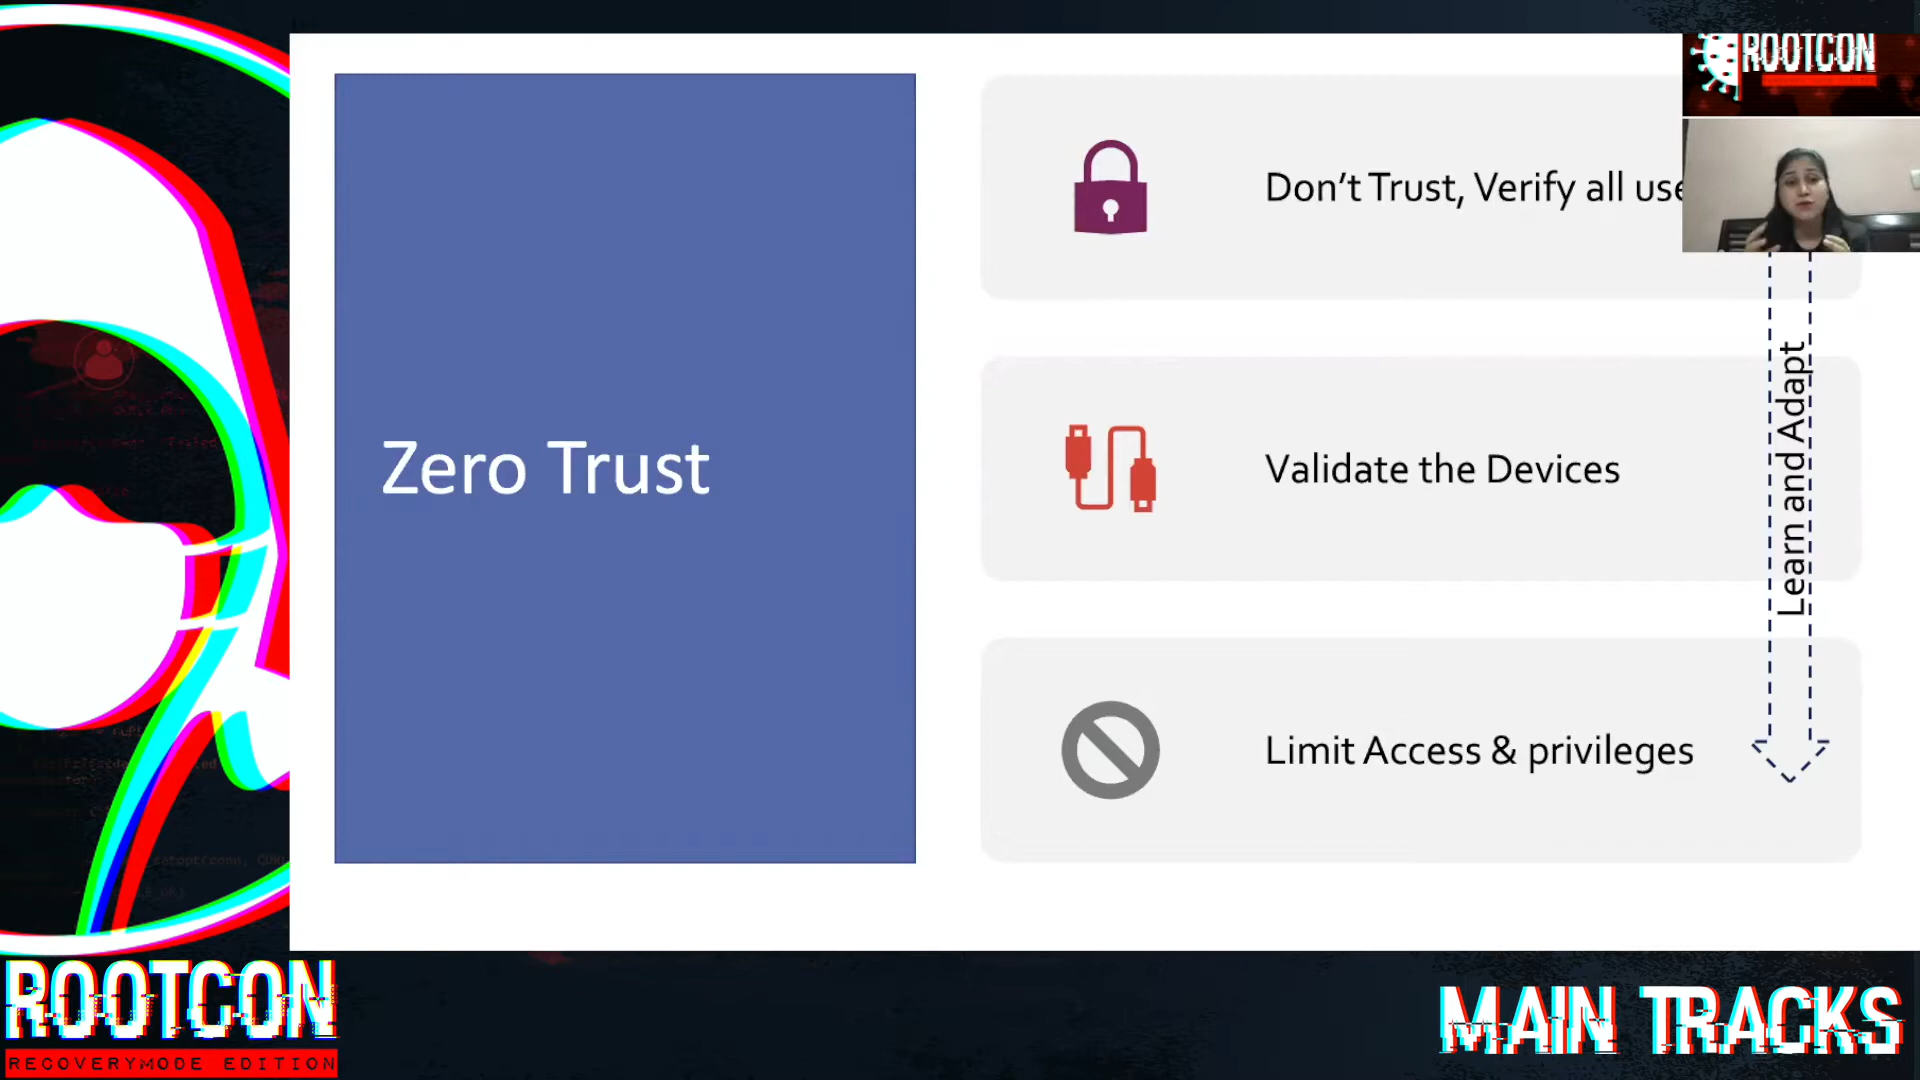 ROOTCON
Don't Trust, Verify all use
Zero Trust
Validate the Devices
Learn and Adapt
Limit Access & privileges
ROOTCON
RECOVERYMODE EDITION
MAIN TRACKS